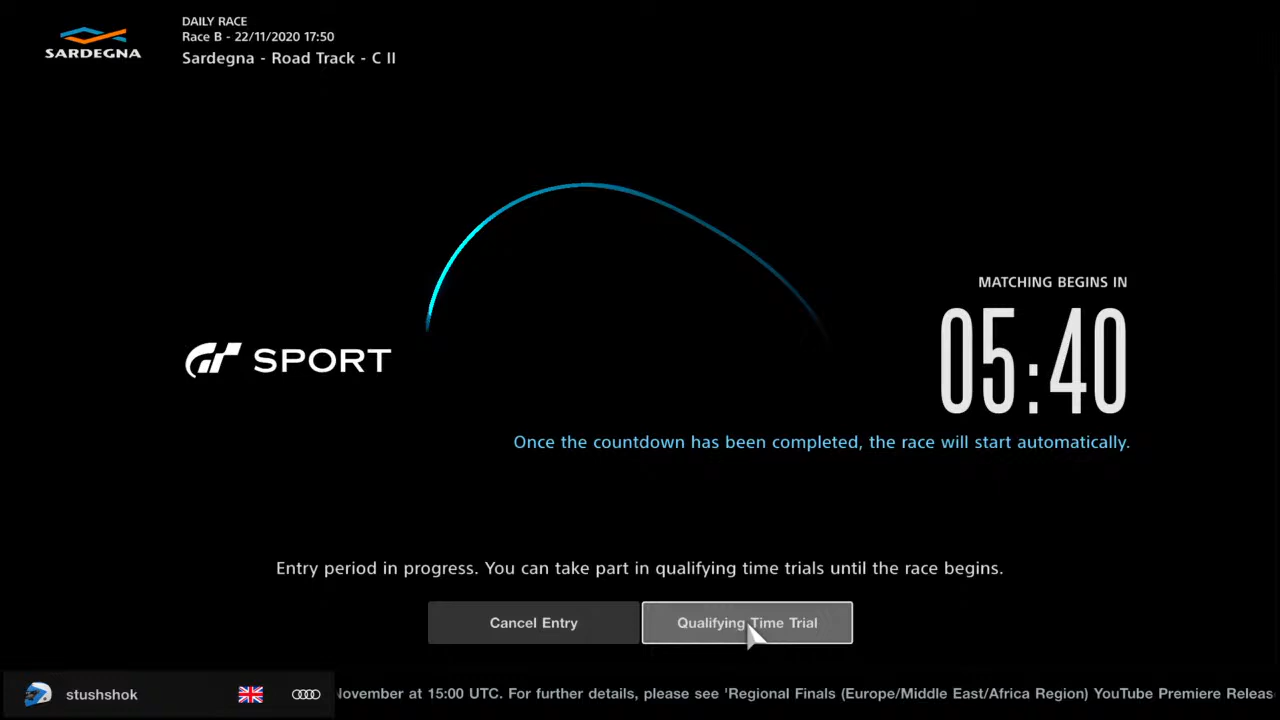 SARDEGNA
DAILY RACE
Race B - 22/11/2020 17:50
Sardegna - Road Track - C II
MATCHING BEGINS IN
05:40
GT SPORT
Once the countdown has been completed, the race will start automatically.
Entry period in progress. You can take part in qualifying time trials until the race begins.
Cancel Entry
Qualifying Time Trial
stushshok
November at 15:00 UTC. For further details, please see 'Regional Finals (Europe/Middle East/Africa Region) YouTube Premiere Releas